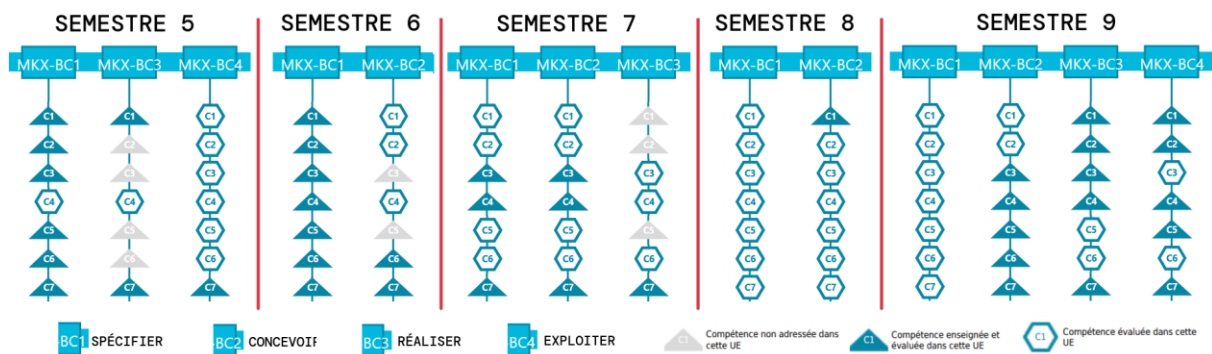 SEMESTRE 5 SEMESTRE 6 SEMESTRE 7 SEMESTRE 8 SEMESTRE 9
MKX-BC1 MKX-BC3 MKX-BC4 MKX-BC1 MKX-BC2 MKX-BC1 MKX-BC2 MKX-BC3 MKX-BC1 MKX-BC2 MKX-BC1 MKX-BC2 MKX-BC3 MKX-BC4
C1 C1 C1 C1 C1 C1 C1 C1 C1 C1 C1 C1 C1 C1
C2 C2 C2 C2 C2 C2 C2 C2 C2 C2 C2 C2 C2 C2
C3 C3 C3 C3 C3 C3 C3 C3 C3 C3 C3 C3 C3 C3
C4 C4 C4 C4 C4 C4 C4 C4 C4 C4 C4 C4 C4 C4
C5 C5 C5 C5 C5 C5 C5 C5 C5 C5 C5 C5 C5 C5
C6 C6 C6 C6 C6 C6 C6 C6 C6 C6 C6 C6 C6 C6
C7 C7 C7 C7 C7 C7 C7 C7 C7 C7 C7 C7 C7 C7
BC1 SPÉCIFIER BC2 CONCEVOIR BC3 RÉALISER BC4 EXPLOITER
C1 Compétence non adressée dans
cette UE
C1 Compétence enseignée et
évaluée dans cette UE
C1 Compétence évaluée dans cette
UE